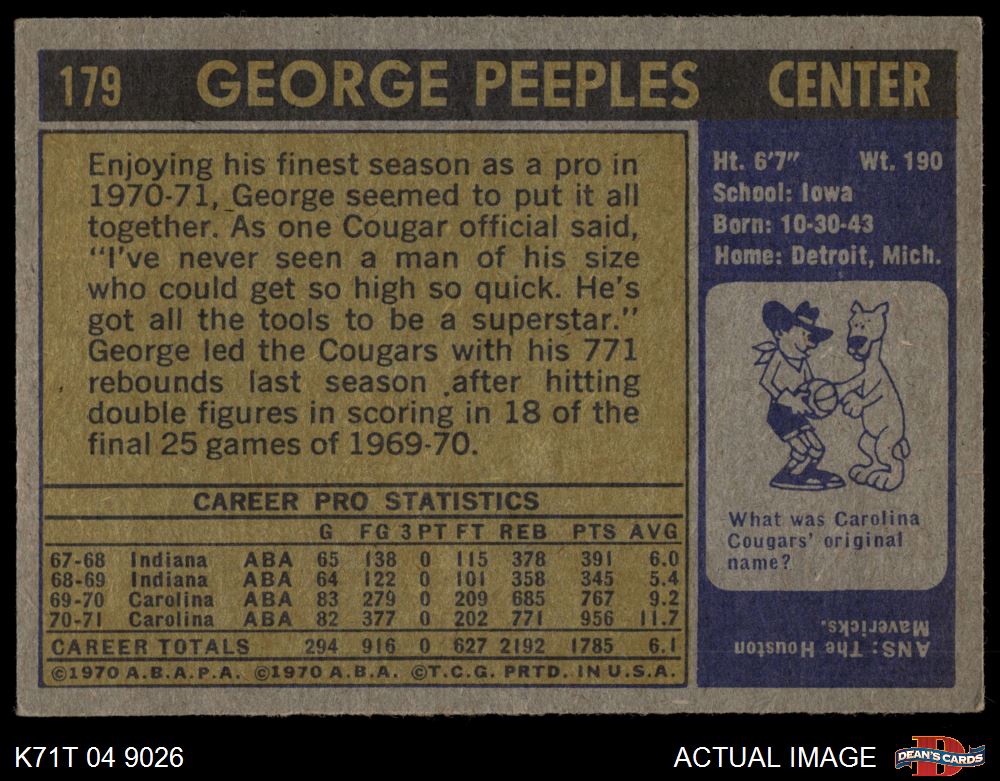 179 GEORGE PEEPLES CENTER
Enjoying his finest season as a pro in
1970-71, George seemed to put it all
together. As one Cougar official said,
“I’ve never seen a man of his size
who could get so high so quick. He’s
got all the tools to be a superstar.”
George led the Cougars with his 771
rebounds last season after hitting
double figures in scoring in 18 of the
final 25 games of 1969-70.
Ht. 6’7” Wt. 190
School: Iowa
Born: 10-30-43
Home: Detroit, Mich.
What was Carolina
Cougars’ original
name?
ANS: The Houston
Mavericks.
CAREER PRO STATISTICS
G FG 3 PT FT REB PTS AVG
67-68 Indiana ABA 65 138 0 115 378 391 6.0
68-69 Indiana ABA 64 122 0 101 358 345 5.4
69-70 Carolina ABA 83 279 0 209 685 767 9.2
70-71 Carolina ABA 82 377 0 202 771 956 11.7
CAREER TOTALS 294 916 0 627 2192 1785 6.1
©1970 A.B.A.P.A. ©1970 A.B.A. ©T.C.G. PRTD. IN U.S.A.
K71T 04 9026 ACTUAL IMAGE DEAN'S CARDS